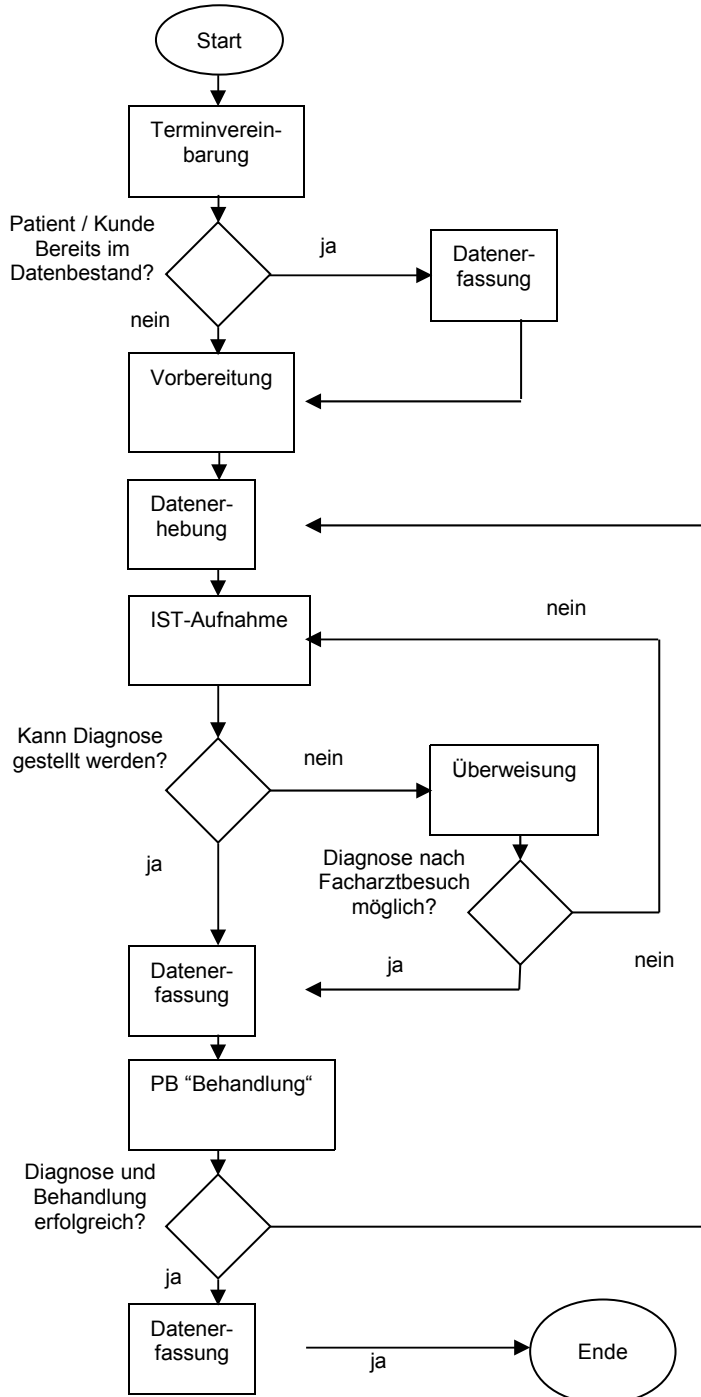 Start
Terminverein-
barung
Patient / Kunde
Bereits im
Datenbestand?
ja
Datener-
fassung
nein
Vorbereitung
Datener-
hebung
IST-Aufnahme
nein
Kann Diagnose
gestellt werden?
nein
Überweisung
ja
Diagnose nach
Facharztbesuch
möglich?
nein
ja
Datener-
fassung
PB “Behandlung“
Diagnose und
Behandlung
erfolgreich?
ja
Datener-
fassung
ja
Ende